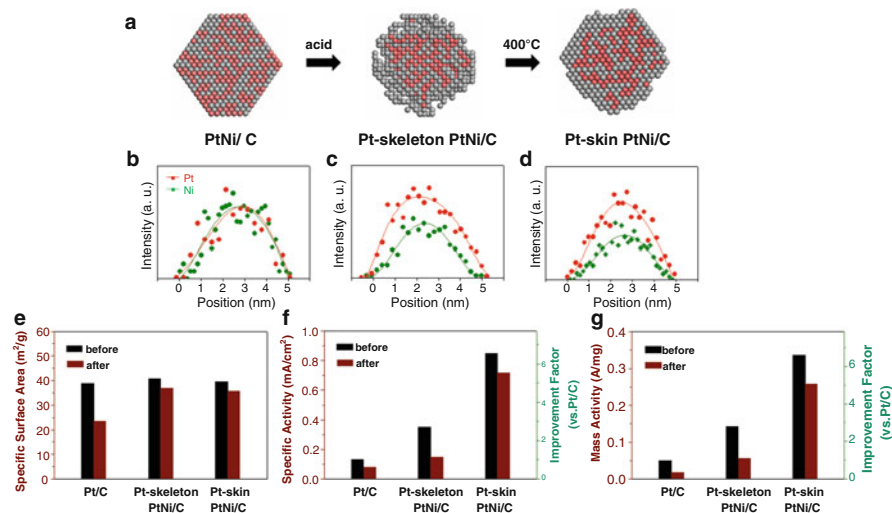 a
acid
400°C
PtNi/ C
Pt-skeleton PtNi/C
Pt-skin PtNi/C
b
c
d
Pt
Ni
Intensity (a. u.)
0 1 2 3 4 5
Position (nm)
Intensity (a. u.)
0 1 2 3 4 5
Position (nm)
Intensity (a. u.)
0 1 2 3 4 5
Position (nm)
e
Specific Surface Area (m²/g)
60
50
40
30
20
10
0
before
after
Pt/C
Pt-skeleton
PtNi/C
Pt-skin
PtNi/C
f
Specific Activity (mA/cm²)
1.0
0.8
0.6
0.4
0.2
0.0
before
after
Pt/C
Pt-skeleton
PtNi/C
Pt-skin
PtNi/C
6
4
2
0
Improvement Factor
(vs.Pt/C)
g
Mass Activity (A/mg)
0.4
0.3
0.2
0.1
0.0
before
after
Pt/C
Pt-skeleton
PtNi/C
Pt-skin
PtNi/C
6
4
2
0
Improvement Factor
(vs.Pt/C)